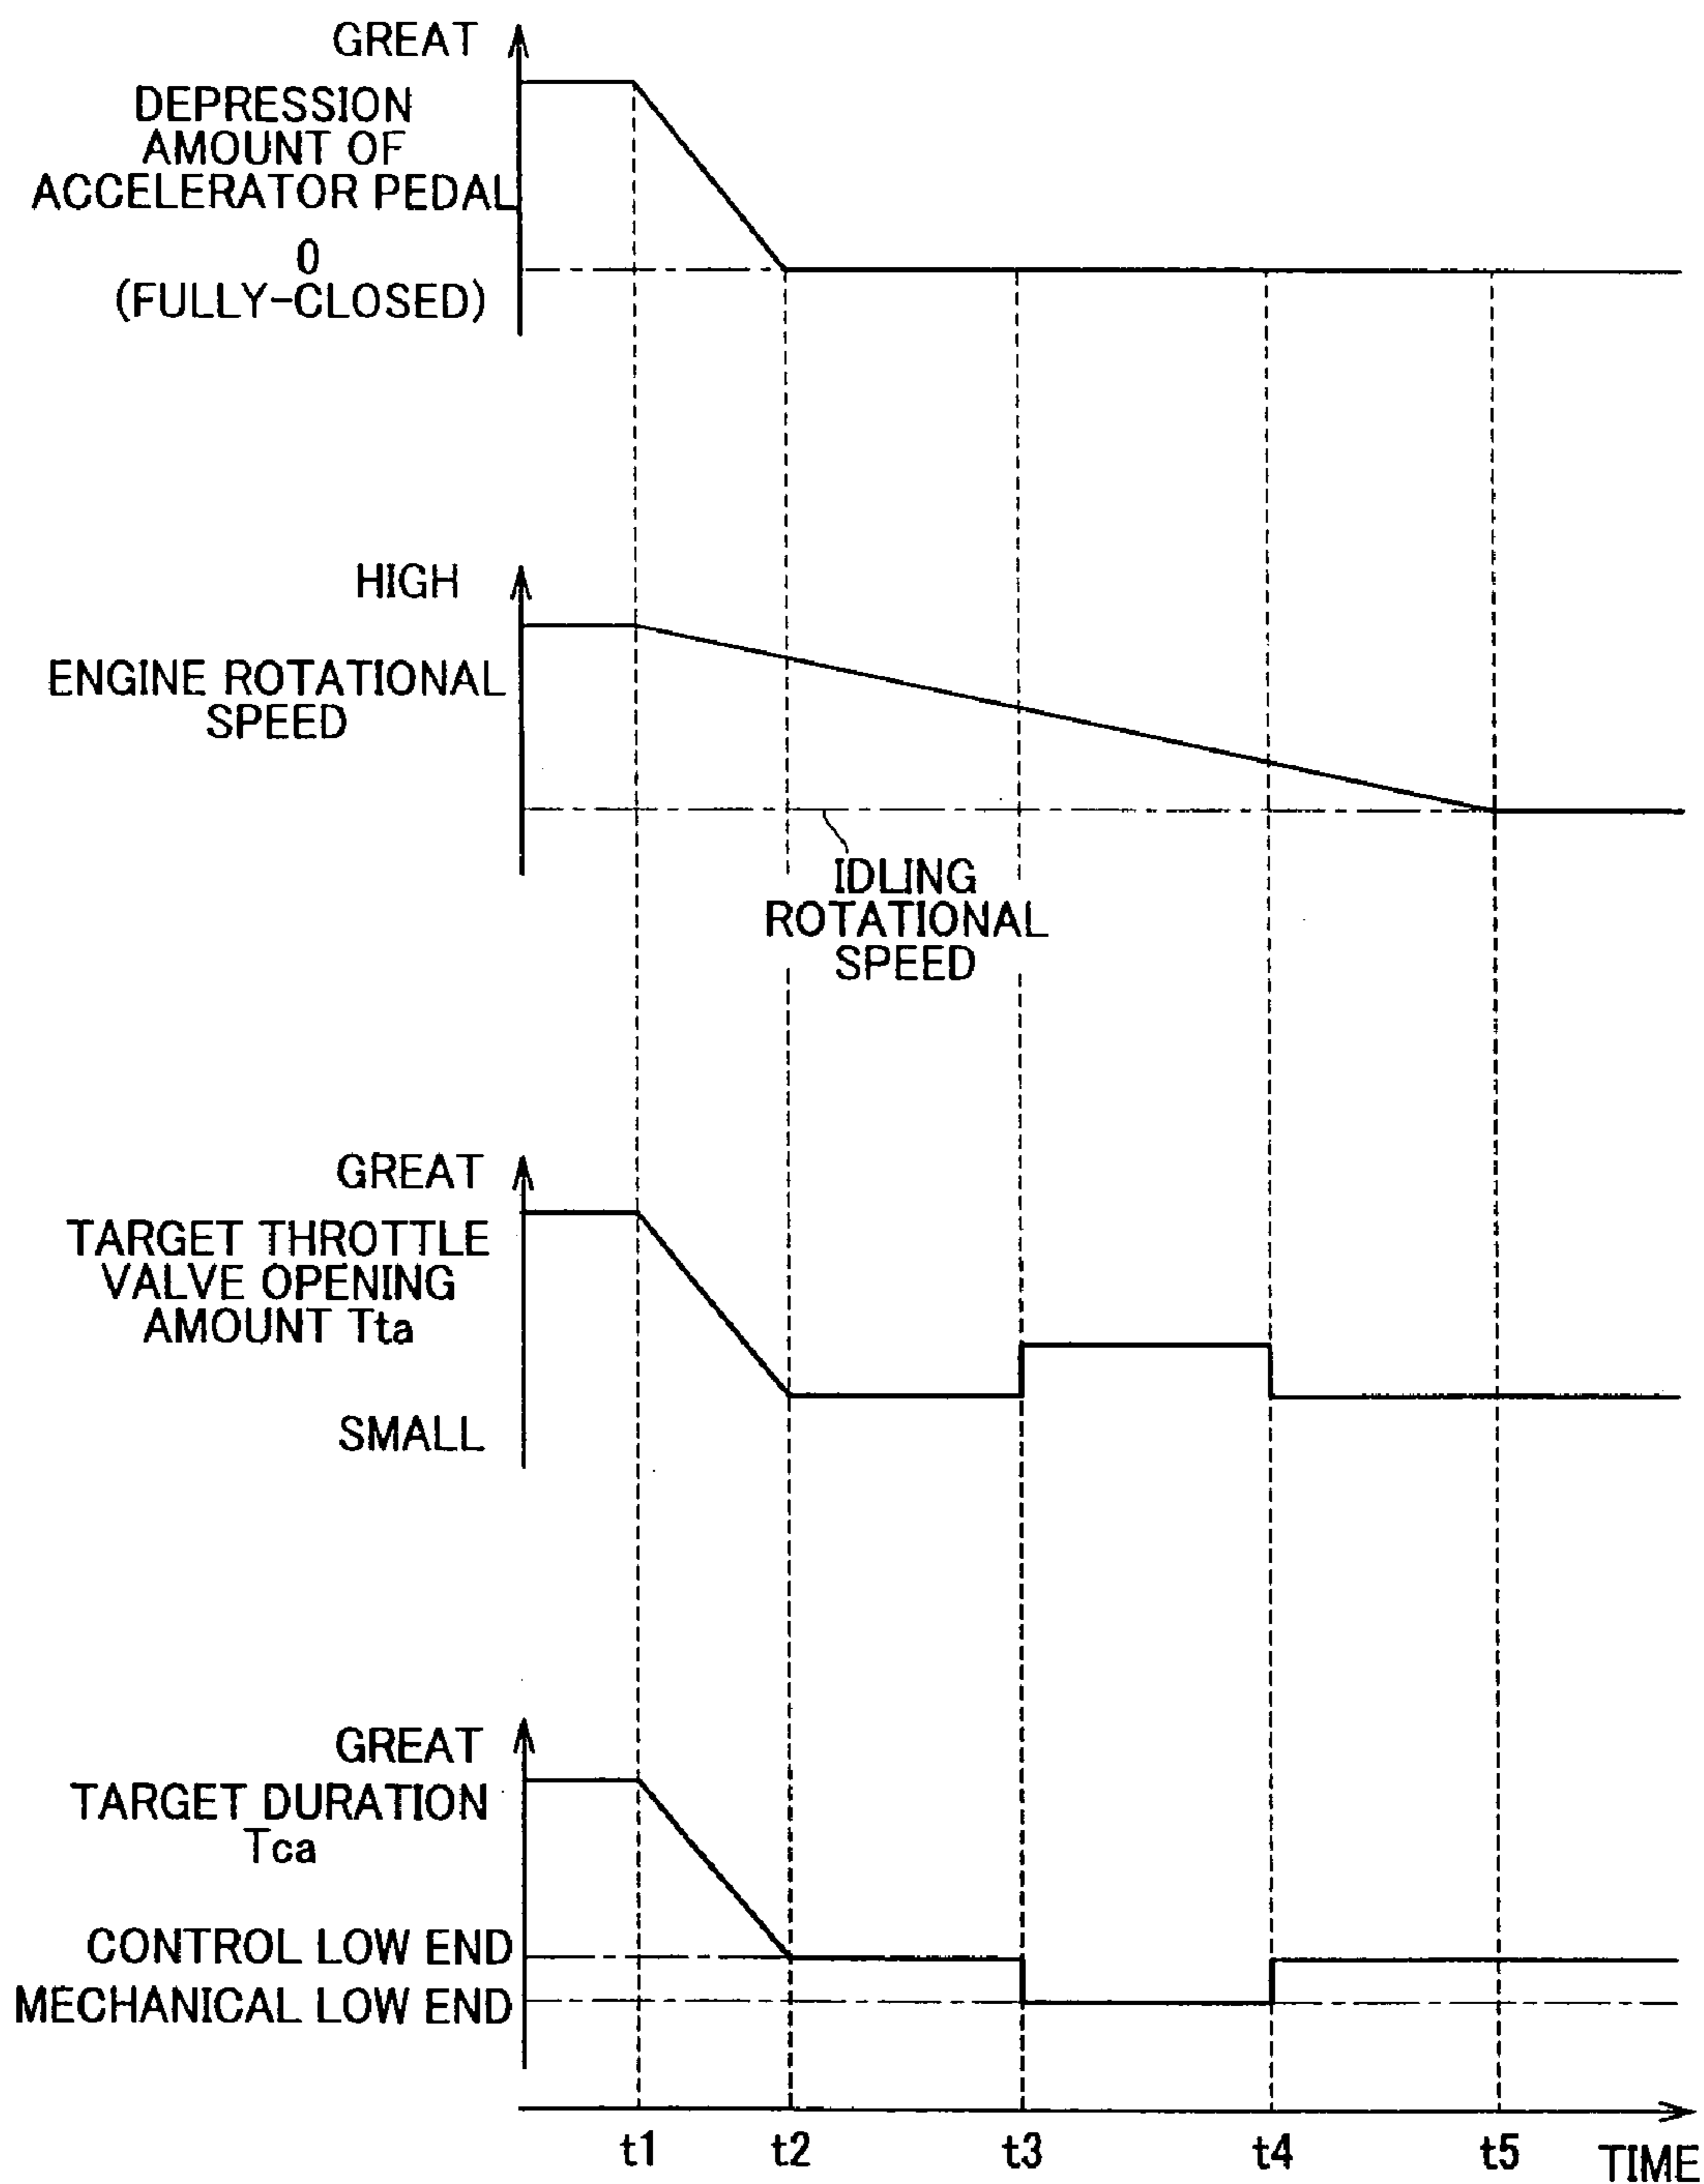 GREAT
DEPRESSION
AMOUNT OF
ACCELERATOR PEDAL
0
(FULLY-CLOSED)
HIGH
ENGINE ROTATIONAL
SPEED
IDLING
ROTATIONAL
SPEED
GREAT
TARGET THROTTLE
VALVE OPENING
AMOUNT Tta
SMALL
GREAT
TARGET DURATION
Tca
CONTROL LOW END
MECHANICAL LOW END
t1 t2 t3 t4 t5 TIME